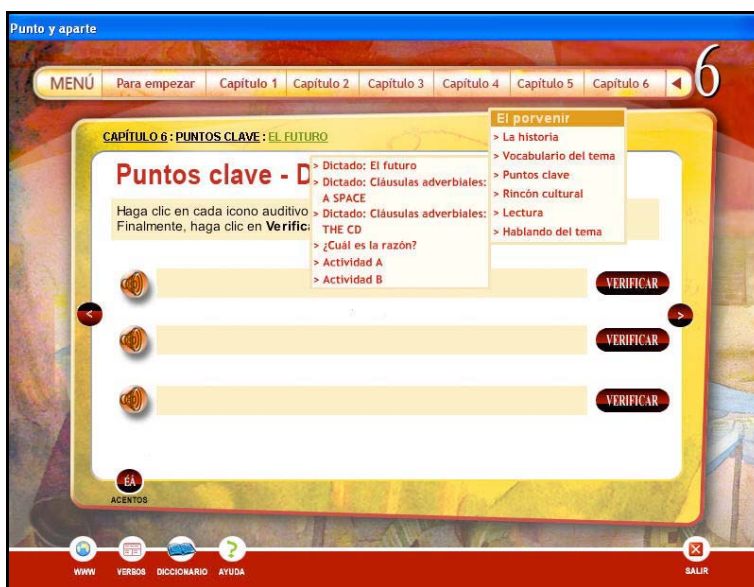 Punto y aparte
MENÚ Para empezar Capítulo 1 Capítulo 2 Capítulo 3 Capítulo 4 Capítulo 5 Capítulo 6 6
El porvenir
> La historia
> Vocabulario del tema
> Puntos clave
> Rincón cultural
> Lectura
> Hablando del tema
CAPÍTULO 6 : PUNTOS CLAVE : EL FUTURO
> Dictado: El futuro
> Dictado: Cláusulas adverbiales:
A SPACE
> Dictado: Cláusulas adverbiales:
THE CD
> ¿Cuál es la razón?
> Actividad A
> Actividad B
Puntos clave - D
Haga clic en cada icono auditivo
Finalmente, haga clic en Verific
VERIFICAR
< >
VERIFICAR
VERIFICAR
ÉÁ
ACENTOS
WWW VERBOS DICCIONARIO AYUDA SALIR